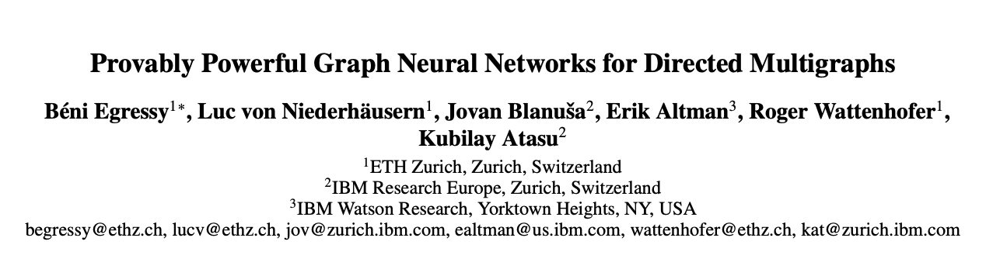 Provably Powerful Graph Neural Networks for Directed Multigraphs
Béni Egressy1*, Luc von Niederhäusern1, Jovan Blanuša2, Erik Altman3, Roger Wattenhofer1,
Kubilay Atasu2
1ETH Zurich, Zurich, Switzerland
2IBM Research Europe, Zurich, Switzerland
3IBM Watson Research, Yorktown Heights, NY, USA
begressy@ethz.ch, lucv@ethz.ch, jov@zurich.ibm.com, ealtman@us.ibm.com, wattenhofer@ethz.ch, kat@zurich.ibm.com